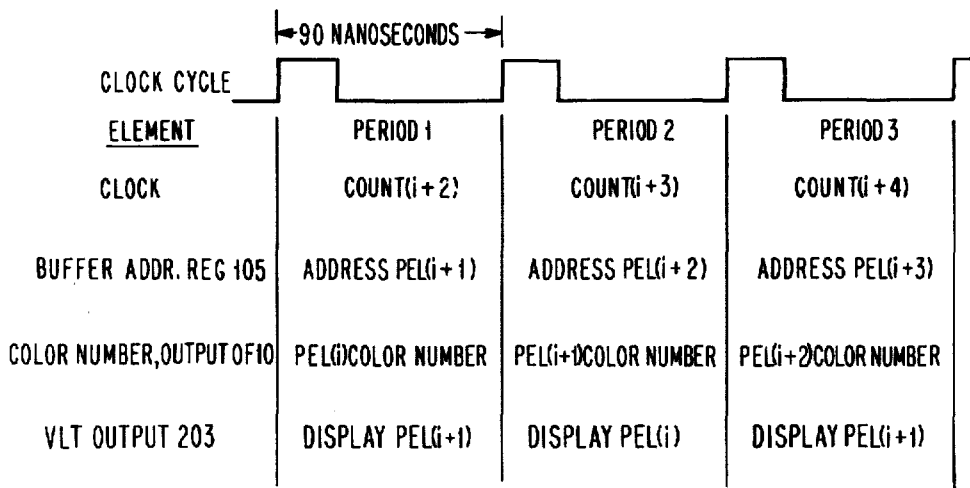 90 NANOSECONDS
CLOCK CYCLE
ELEMENT PERIOD 1 PERIOD 2 PERIOD 3
CLOCK COUNT(i+2) COUNT(i+3) COUNT(i+4)
BUFFER ADDR. REG 105 ADDRESS PEL(i+1) ADDRESS PEL(i+2) ADDRESS PEL(i+3)
COLOR NUMBER, OUTPUT OF 10 PEL(i)COLOR NUMBER PEL(i+1)COLOR NUMBER PEL(i+2)COLOR NUMBER
VLT OUTPUT 203 DISPLAY PEL(i+1) DISPLAY PEL(i) DISPLAY PEL(i+1)